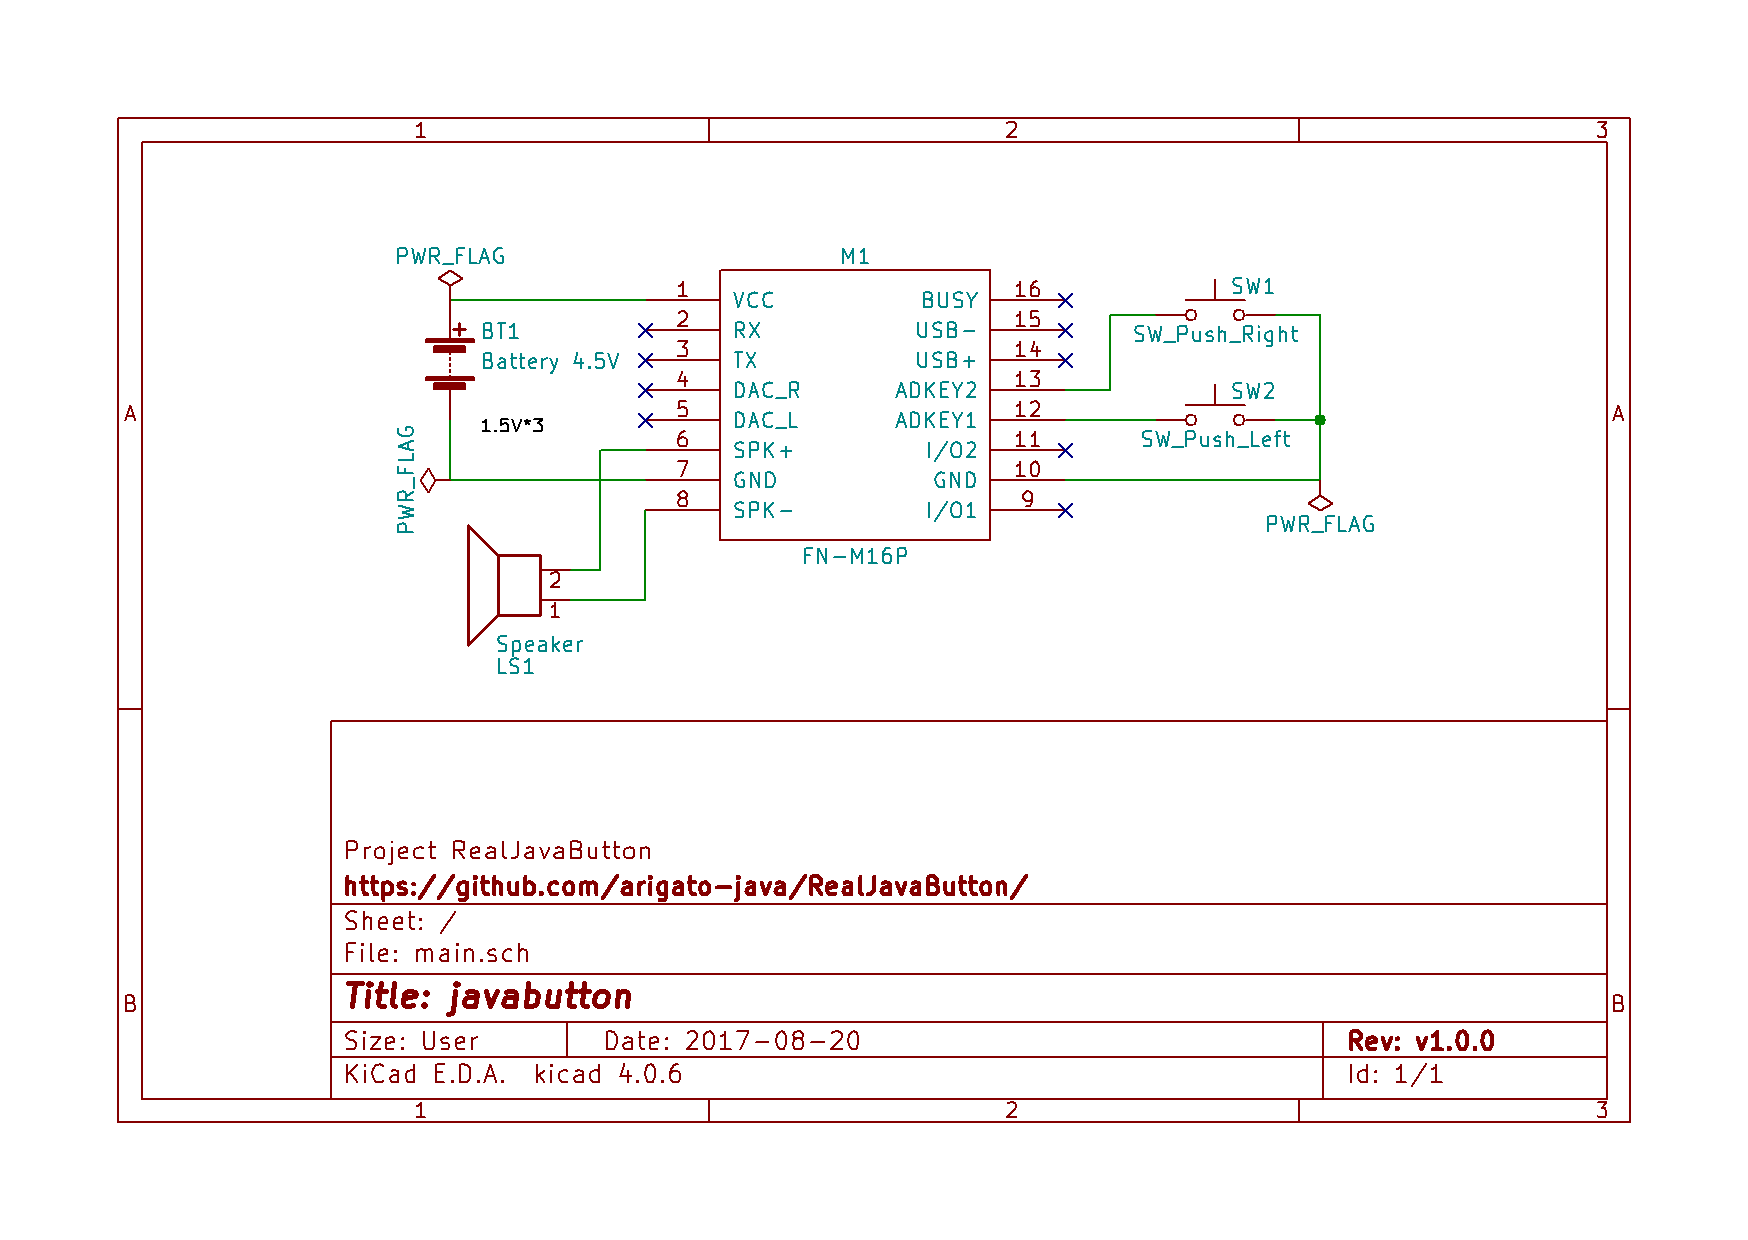 1 2 3
PWR_FLAG
M1
1 VCC
2 RX
3 TX
4 DAC_R
5 DAC_L
6 SPK+
7 GND
8 SPK-
BUSY 16
USB- 15
USB+ 14
ADKEY2 13
ADKEY1 12
I/O2 11
GND 10
I/O1 9
FN-M16P
+ BT1
Battery 4.5V
1.5V*3
PWR_FLAG
SW1
SW_Push_Right
SW2
SW_Push_Left
PWR_FLAG
2
1
Speaker
LS1
A A
B B
Project RealJavaButton
https://github.com/arigato-java/RealJavaButton/
Sheet: /
File: main.sch
Title: javabutton
Size: User Date: 2017-08-20 Rev: v1.0.0
KiCad E.D.A. kicad 4.0.6 Id: 1/1
1 2 3